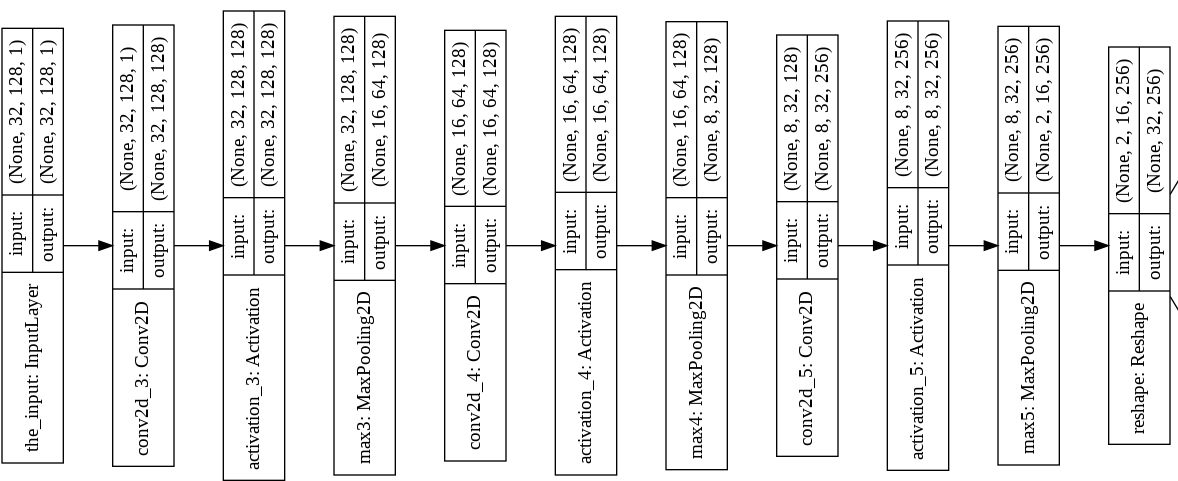 the_input: InputLayer
input:
output:
(None, 32, 128, 1)
(None, 32, 128, 1)
conv2d_3: Conv2D
input:
output:
(None, 32, 128, 1)
(None, 32, 128, 128)
activation_3: Activation
input:
output:
(None, 32, 128, 128)
(None, 32, 128, 128)
max3: MaxPooling2D
input:
output:
(None, 32, 128, 128)
(None, 16, 64, 128)
conv2d_4: Conv2D
input:
output:
(None, 16, 64, 128)
(None, 16, 64, 128)
activation_4: Activation
input:
output:
(None, 16, 64, 128)
(None, 16, 64, 128)
max4: MaxPooling2D
input:
output:
(None, 16, 64, 128)
(None, 8, 32, 128)
conv2d_5: Conv2D
input:
output:
(None, 8, 32, 128)
(None, 8, 32, 256)
activation_5: Activation
input:
output:
(None, 8, 32, 256)
(None, 8, 32, 256)
max5: MaxPooling2D
input:
output:
(None, 8, 32, 256)
(None, 2, 16, 256)
reshape: Reshape
input:
output:
(None, 2, 16, 256)
(None, 32, 256)